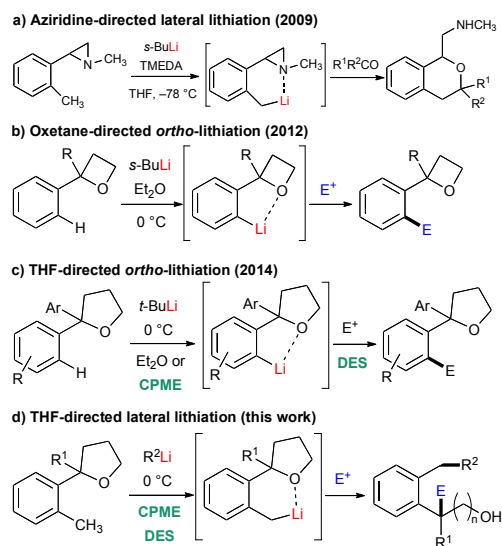 a) Aziridine-directed lateral lithiation (2009)
N–CH₃
CH₃
s-BuLi
TMEDA
THF, –78 °C
N–CH₃
Li
R¹R²CO
NHCH₃
O
R¹
R²
b) Oxetane-directed ortho-lithiation (2012)
R
O
H
s-BuLi
Et₂O
0 °C
R
O
Li
E⁺
R
O
E
c) THF-directed ortho-lithiation (2014)
Ar
O
R
H
t-BuLi
0 °C
Et₂O or
CPME
Ar
O
R
Li
E⁺
DES
Ar
O
R
E
d) THF-directed lateral lithiation (this work)
R¹
O
CH₃
R²Li
0 °C
CPME
DES
R¹
O
Li
E⁺
R²
E
( )n OH
R¹